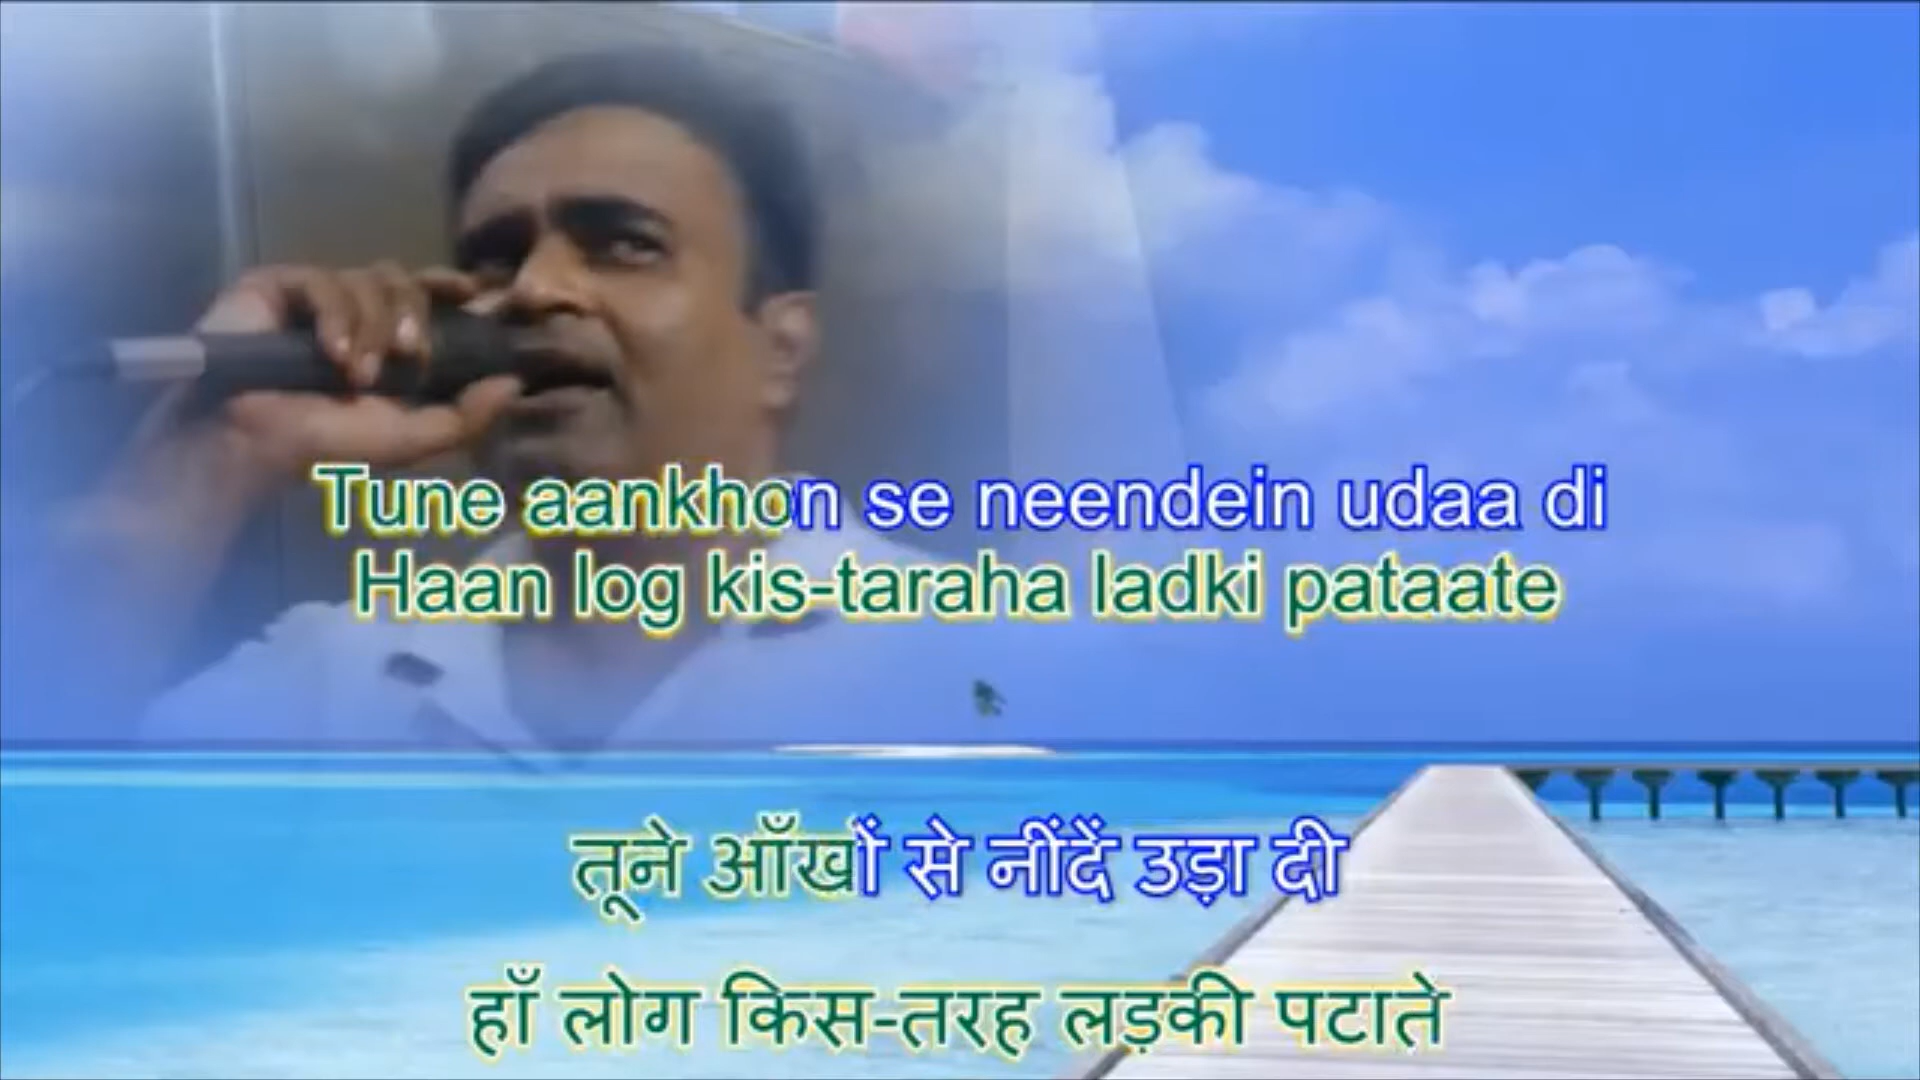 Tune aankhon se neendein udaa di
Haan log kis-taraha ladki pataate
तूने आँखों से नींदें उड़ा दी
हाँ लोग किस-तरह लड़की पटाते